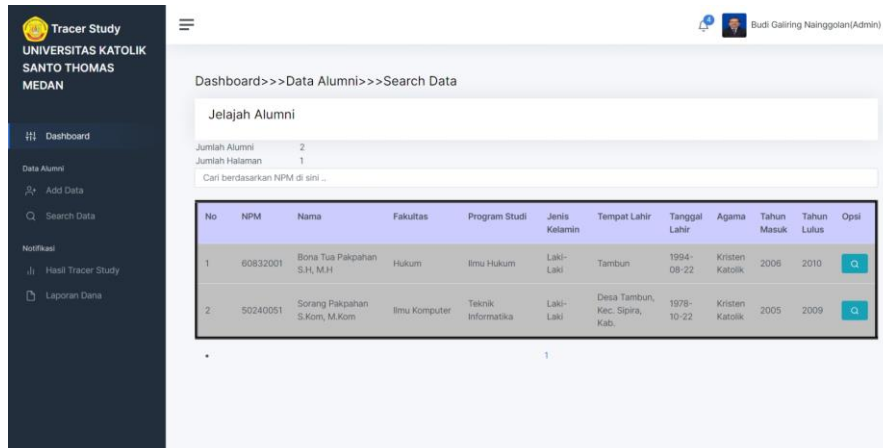 Tracer Study
UNIVERSITAS KATOLIK
SANTO THOMAS
MEDAN
Dashboard
Data Alumni
Add Data
Search Data
Notifikasi
Hasil Tracer Study
Laporan Dana
4
Budi Galiring Nainggolan(Admin)
Dashboard>>>Data Alumni>>>Search Data
Jelajah Alumni
Jumlah Alumni 2
Jumlah Halaman 1
Cari berdasarkan NPM di sini ..
No NPM Nama Fakultas Program Studi Jenis Kelamin Tempat Lahir Tanggal Lahir Agama Tahun Masuk Tahun Lulus Opsi
1 60832001 Bona Tua Pakpahan S.H, M.H Hukum Ilmu Hukum Laki-Laki Tambun 1994-08-22 Kristen Katolik 2006 2010
2 50240051 Sorang Pakpahan S.Kom, M.Kom Ilmu Komputer Teknik Informatika Laki-Laki Desa Tambun, Kec. Sipira, Kab. 1978-10-22 Kristen Katolik 2005 2009
1